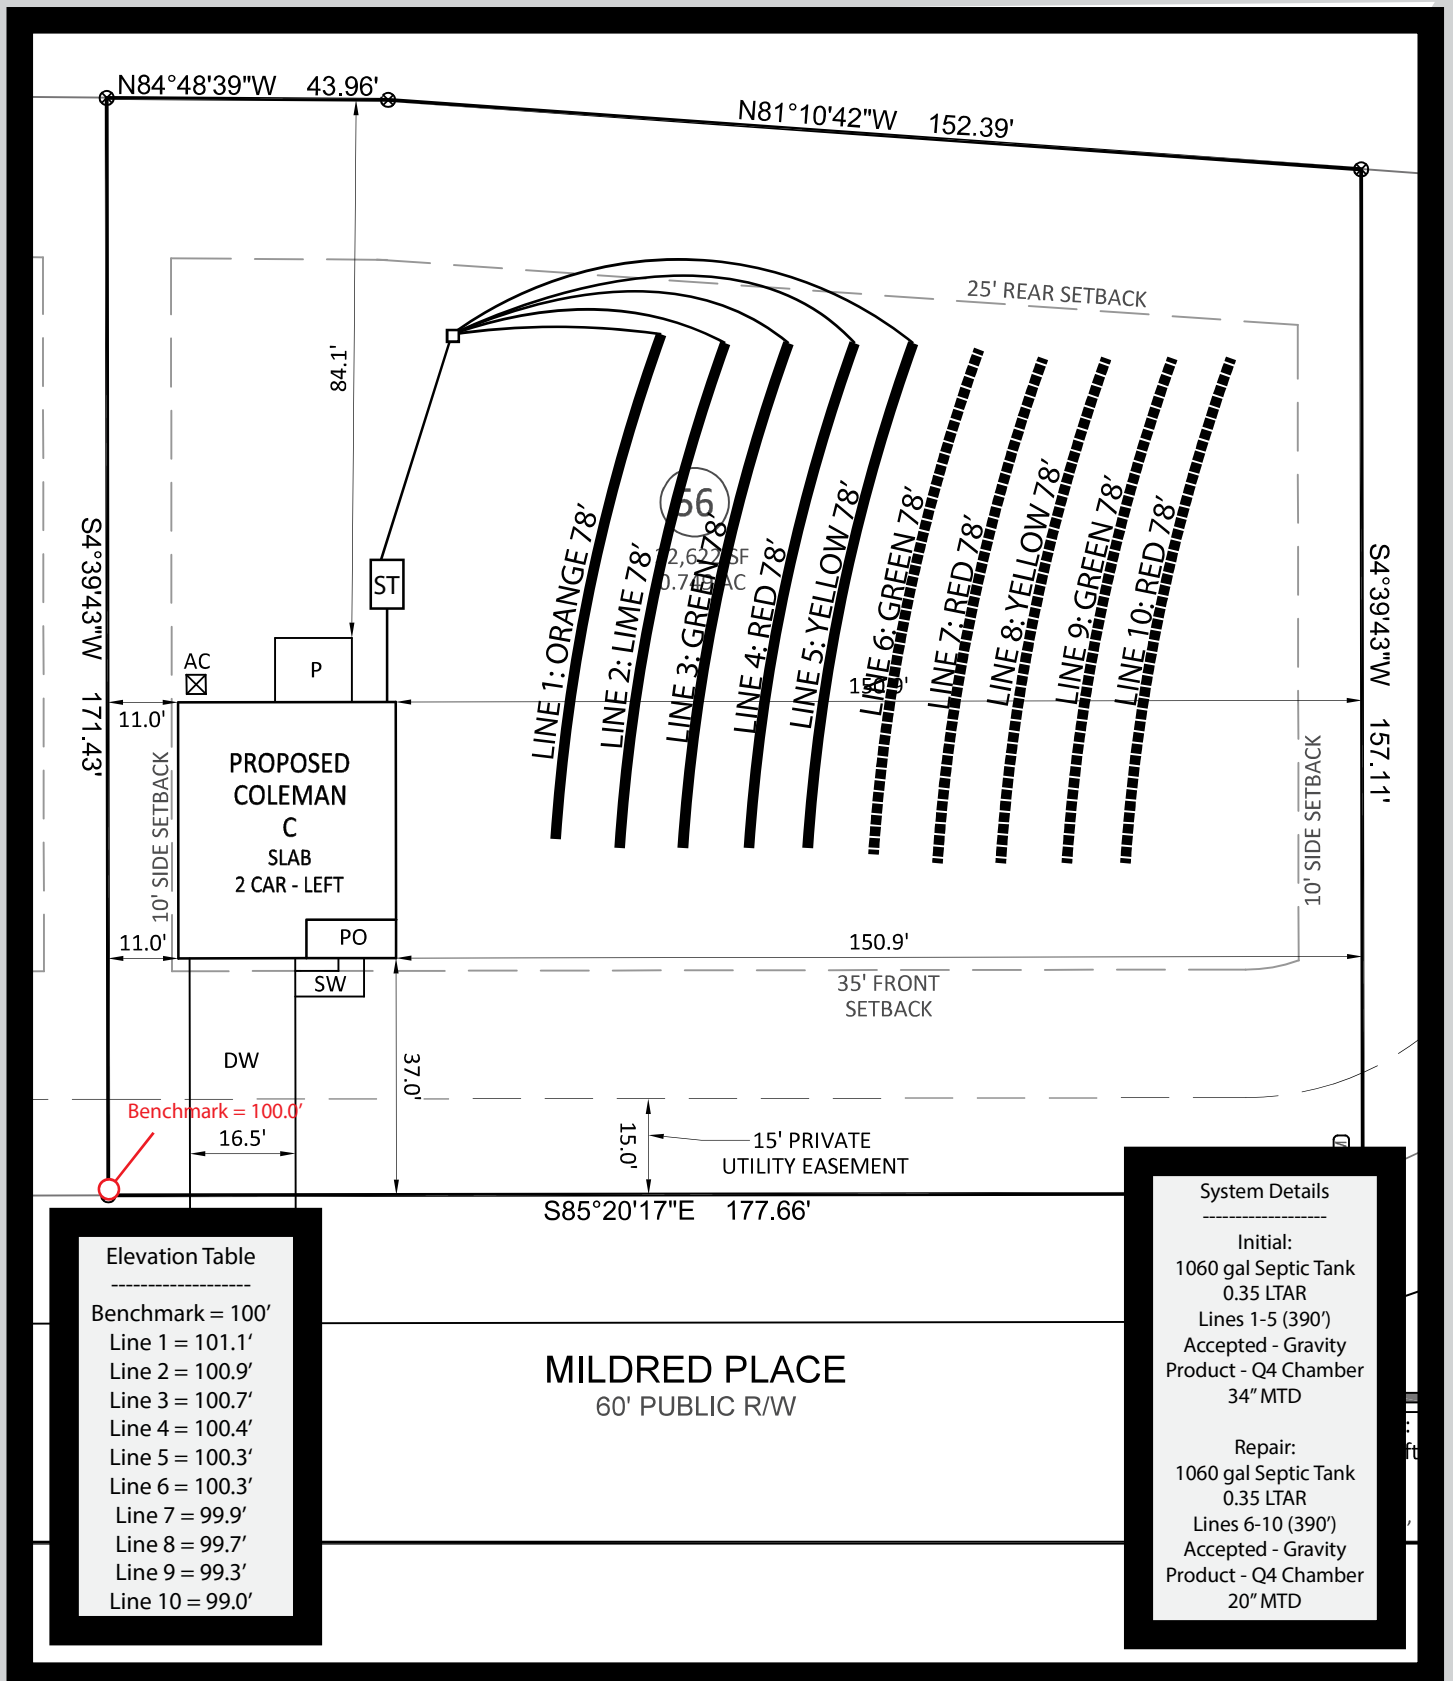 N84°48'39"W 43.96'
N81°10'42"W 152.39'
25' REAR SETBACK
84.1'
S4°39'43"W 171.43'
S4°39'43"W 157.11'
56
SF
AC
LINE 1: ORANGE 78'
LINE 2: LIME 78'
LINE 3: GREEN 78'
LINE 4: RED 78'
LINE 5: YELLOW 78'
LINE 6: GREEN 78'
LINE 7: RED 78'
LINE 8: YELLOW 78'
LINE 9: GREEN 78'
LINE 10: RED 78'
ST
AC
P
11.0'
150.9'
10' SIDE SETBACK
PROPOSED
COLEMAN
C
SLAB
2 CAR - LEFT
10' SIDE SETBACK
PO
11.0'
150.9'
SW
35' FRONT
SETBACK
DW
37.0'
Benchmark = 100.0'
16.5'
15.0'
15' PRIVATE
UTILITY EASEMENT
S85°20'17"E 177.66'
MILDRED PLACE
60' PUBLIC R/W
Elevation Table
-------------------
Benchmark = 100'
Line 1 = 101.1'
Line 2 = 100.9'
Line 3 = 100.7'
Line 4 = 100.4'
Line 5 = 100.3'
Line 6 = 100.3'
Line 7 = 99.9'
Line 8 = 99.7'
Line 9 = 99.3'
Line 10 = 99.0'
System Details
-------------------
Initial:
1060 gal Septic Tank
0.35 LTAR
Lines 1-5 (390')
Accepted - Gravity
Product - Q4 Chamber
34" MTD
Repair:
1060 gal Septic Tank
0.35 LTAR
Lines 6-10 (390')
Accepted - Gravity
Product - Q4 Chamber
20" MTD